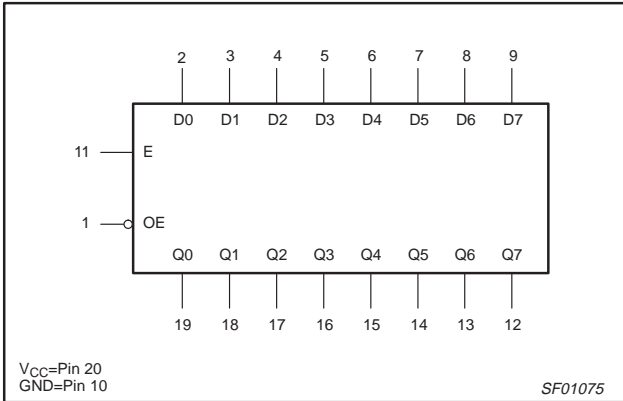 2 3 4 5 6 7 8 9
D0 D1 D2 D3 D4 D5 D6 D7
11 E
1 OE
Q0 Q1 Q2 Q3 Q4 Q5 Q6 Q7
19 18 17 16 15 14 13 12
VCC=Pin 20
GND=Pin 10
SF01075